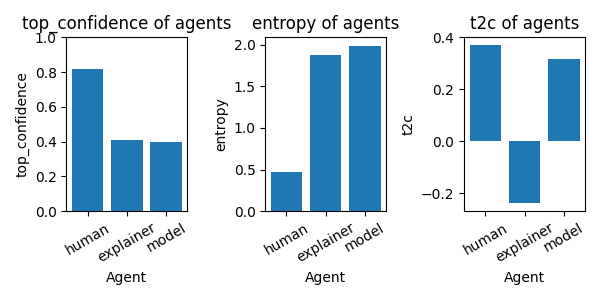 top_confidence of agents
top_confidence
1.0
0.8
0.6
0.4
0.2
0.0
human
explainer
model
Agent
entropy of agents
entropy
2.0
1.5
1.0
0.5
0.0
human
explainer
model
Agent
t2c of agents
t2c
0.4
0.2
0.0
−0.2
human
explainer
model
Agent